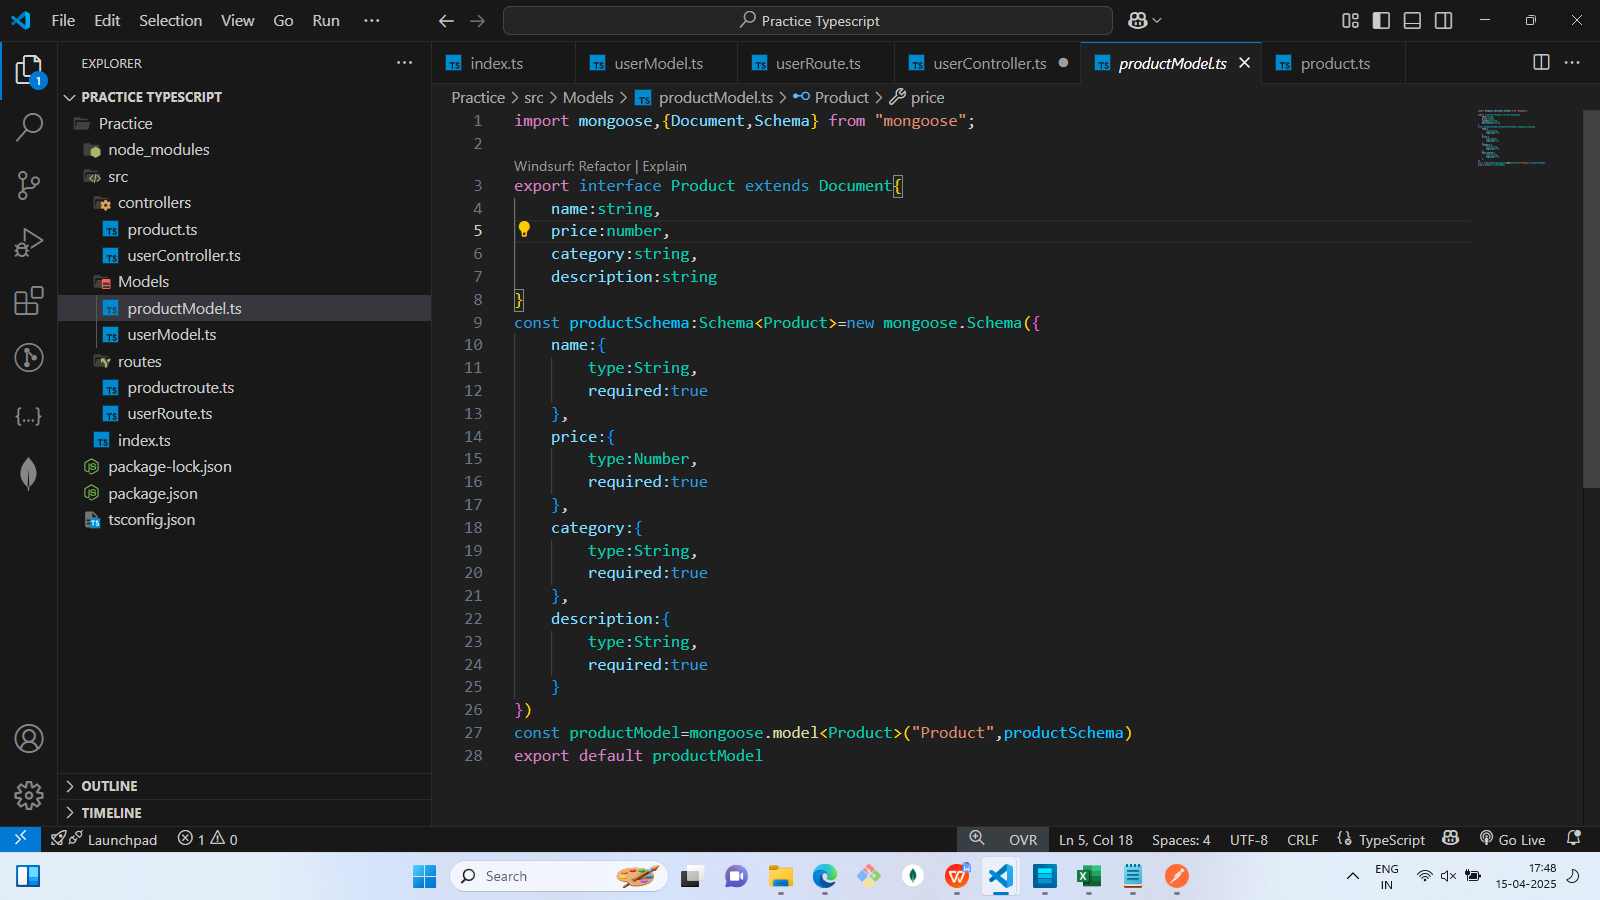 File Edit Selection View Go Run ··· Practice Typescript
EXPLORER ···
PRACTICE TYPESCRIPT
Practice
node_modules
src
controllers
product.ts
userController.ts
Models
productModel.ts
userModel.ts
routes
productroute.ts
userRoute.ts
index.ts
package-lock.json
package.json
tsconfig.json
OUTLINE
TIMELINE
index.ts userModel.ts userRoute.ts userController.ts productModel.ts product.ts
Practice > src > Models > productModel.ts > Product > price
1 import mongoose,{Document,Schema} from "mongoose";
2
Windsurf: Refactor | Explain
3 export interface Product extends Document{
4 name:string,
5 price:number,
6 category:string,
7 description:string
8 }
9 const productSchema:Schema<Product>=new mongoose.Schema({
10 name:{
11 type:String,
12 required:true
13 },
14 price:{
15 type:Number,
16 required:true
17 },
18 category:{
19 type:String,
20 required:true
21 },
22 description:{
23 type:String,
24 required:true
25 }
26 })
27 const productModel=mongoose.model<Product>("Product",productSchema)
28 export default productModel
Launchpad 1 0 OVR Ln 5, Col 18 Spaces: 4 UTF-8 CRLF TypeScript Go Live
Search ENG IN 17:48 15-04-2025